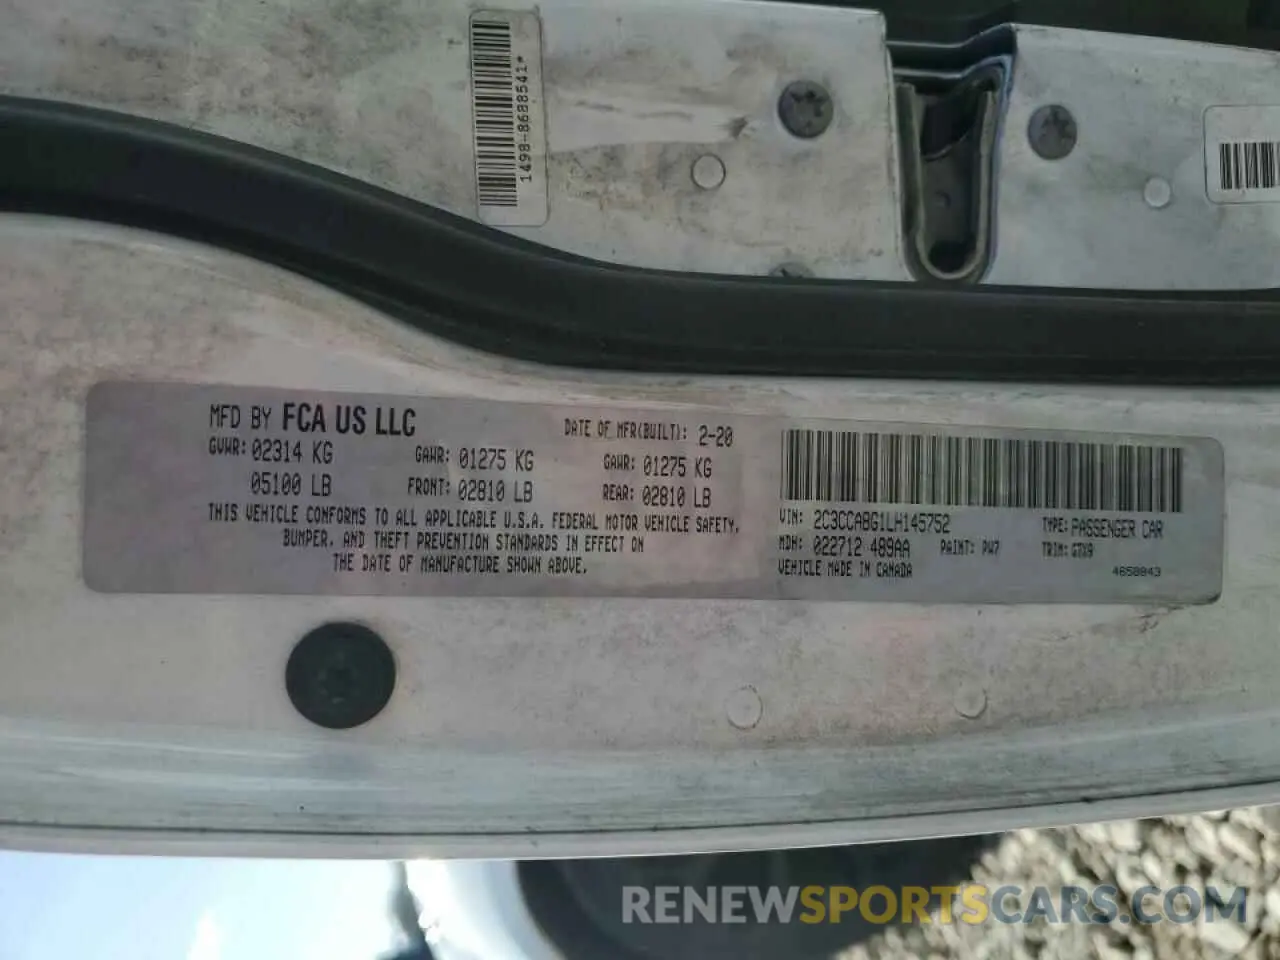 1498-8688541*
MFD BY FCA US LLC
DATE OF MFR(BUILT): 2-20
GVWR: 02314 KG GAWR: 01275 KG GAWR: 01275 KG
05100 LB FRONT: 02810 LB REAR: 02810 LB
THIS VEHICLE CONFORMS TO ALL APPLICABLE U.S.A. FEDERAL MOTOR VEHICLE SAFETY,
BUMPER, AND THEFT PREVENTION STANDARDS IN EFFECT ON
THE DATE OF MANUFACTURE SHOWN ABOVE.
VIN: 2C3CCABG1LH145752 TYPE: PASSENGER CAR
MDH: 022712 489AA PAINT: PW7 TRIM: GTX9
VEHICLE MADE IN CANADA 4658843
RENEWSPORTSCARS.COM